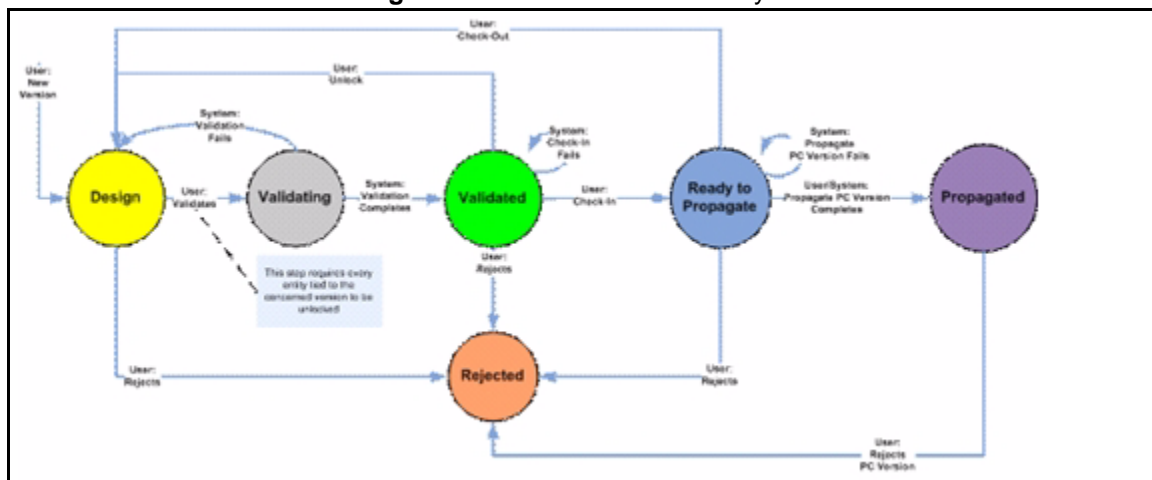 User:
Check-Out
User:
Unlock
User:
New
Version
System:
Validation
Fails
System:
Check-In
Fails
System:
Propagate
PC Version Fails
Design
User:
Validates
Validating
System:
Validation
Completes
Validated
User:
Check-In
Ready to
Propagate
User/System:
Propagate PC Version
Completes
Propagated
This step requires every
entity tied to the
concerned version to be
unlocked
User:
Rejects
User:
Rejects
Rejected
User:
Rejects
User:
Rejects
PC Version